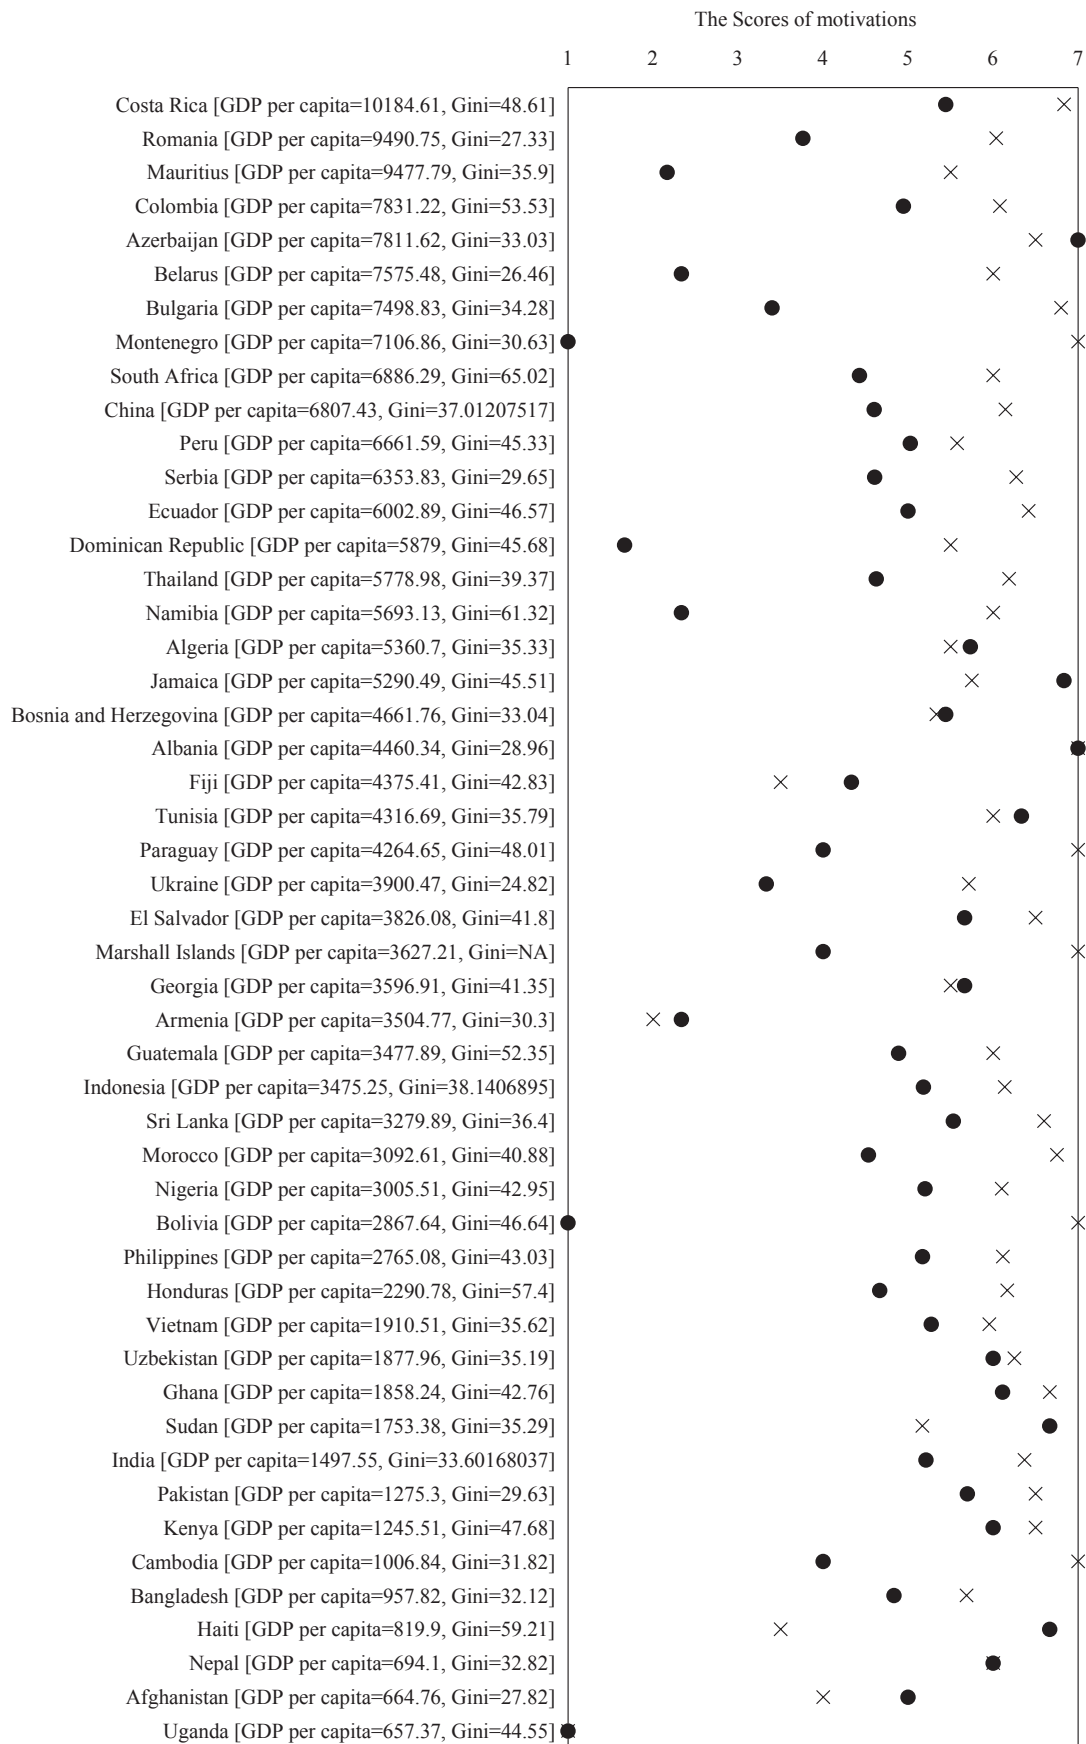 The Scores of motivations
1 2 3 4 5 6 7
Costa Rica [GDP per capita=10184.61, Gini=48.61]
Romania [GDP per capita=9490.75, Gini=27.33]
Mauritius [GDP per capita=9477.79, Gini=35.9]
Colombia [GDP per capita=7831.22, Gini=53.53]
Azerbaijan [GDP per capita=7811.62, Gini=33.03]
Belarus [GDP per capita=7575.48, Gini=26.46]
Bulgaria [GDP per capita=7498.83, Gini=34.28]
Montenegro [GDP per capita=7106.86, Gini=30.63]
South Africa [GDP per capita=6886.29, Gini=65.02]
China [GDP per capita=6807.43, Gini=37.01207517]
Peru [GDP per capita=6661.59, Gini=45.33]
Serbia [GDP per capita=6353.83, Gini=29.65]
Ecuador [GDP per capita=6002.89, Gini=46.57]
Dominican Republic [GDP per capita=5879, Gini=45.68]
Thailand [GDP per capita=5778.98, Gini=39.37]
Namibia [GDP per capita=5693.13, Gini=61.32]
Algeria [GDP per capita=5360.7, Gini=35.33]
Jamaica [GDP per capita=5290.49, Gini=45.51]
Bosnia and Herzegovina [GDP per capita=4661.76, Gini=33.04]
Albania [GDP per capita=4460.34, Gini=28.96]
Fiji [GDP per capita=4375.41, Gini=42.83]
Tunisia [GDP per capita=4316.69, Gini=35.79]
Paraguay [GDP per capita=4264.65, Gini=48.01]
Ukraine [GDP per capita=3900.47, Gini=24.82]
El Salvador [GDP per capita=3826.08, Gini=41.8]
Marshall Islands [GDP per capita=3627.21, Gini=NA]
Georgia [GDP per capita=3596.91, Gini=41.35]
Armenia [GDP per capita=3504.77, Gini=30.3]
Guatemala [GDP per capita=3477.89, Gini=52.35]
Indonesia [GDP per capita=3475.25, Gini=38.1406895]
Sri Lanka [GDP per capita=3279.89, Gini=36.4]
Morocco [GDP per capita=3092.61, Gini=40.88]
Nigeria [GDP per capita=3005.51, Gini=42.95]
Bolivia [GDP per capita=2867.64, Gini=46.64]
Philippines [GDP per capita=2765.08, Gini=43.03]
Honduras [GDP per capita=2290.78, Gini=57.4]
Vietnam [GDP per capita=1910.51, Gini=35.62]
Uzbekistan [GDP per capita=1877.96, Gini=35.19]
Ghana [GDP per capita=1858.24, Gini=42.76]
Sudan [GDP per capita=1753.38, Gini=35.29]
India [GDP per capita=1497.55, Gini=33.60168037]
Pakistan [GDP per capita=1275.3, Gini=29.63]
Kenya [GDP per capita=1245.51, Gini=47.68]
Cambodia [GDP per capita=1006.84, Gini=31.82]
Bangladesh [GDP per capita=957.82, Gini=32.12]
Haiti [GDP per capita=819.9, Gini=59.21]
Nepal [GDP per capita=694.1, Gini=32.82]
Afghanistan [GDP per capita=664.76, Gini=27.82]
Uganda [GDP per capita=657.37, Gini=44.55]